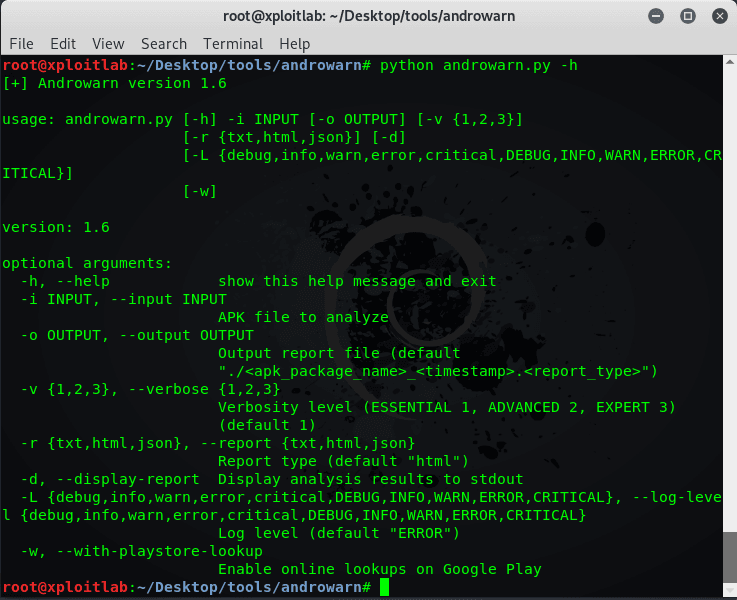 root@xploitlab: ~/Desktop/tools/androwarn
File Edit View Search Terminal Help
root@xploitlab:~/Desktop/tools/androwarn# python androwarn.py -h
[+] Androwarn version 1.6
usage: androwarn.py [-h] -i INPUT [-o OUTPUT] [-v {1,2,3}]
[-r {txt,html,json}] [-d]
[-L {debug,info,warn,error,critical,DEBUG,INFO,WARN,ERROR,CR
ITICAL}]
[-w]
version: 1.6
optional arguments:
-h, --help show this help message and exit
-i INPUT, --input INPUT
APK file to analyze
-o OUTPUT, --output OUTPUT
Output report file (default
"./<apk_package_name>_<timestamp>.<report_type>")
-v {1,2,3}, --verbose {1,2,3}
Verbosity level (ESSENTIAL 1, ADVANCED 2, EXPERT 3)
(default 1)
-r {txt,html,json}, --report {txt,html,json}
Report type (default "html")
-d, --display-report Display analysis results to stdout
-L {debug,info,warn,error,critical,DEBUG,INFO,WARN,ERROR,CRITICAL}, --log-leve
l {debug,info,warn,error,critical,DEBUG,INFO,WARN,ERROR,CRITICAL}
Log level (default "ERROR")
-w, --with-playstore-lookup
Enable online lookups on Google Play
root@xploitlab:~/Desktop/tools/androwarn#